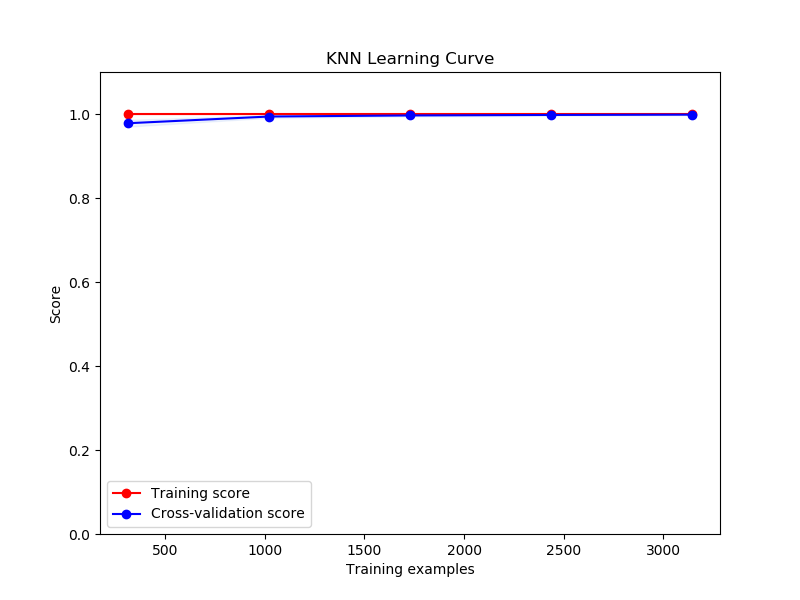 KNN Learning Curve
1.0
0.8
0.6
0.4
0.2
0.0
Score
Training score
Cross-validation score
500 1000 1500 2000 2500 3000
Training examples